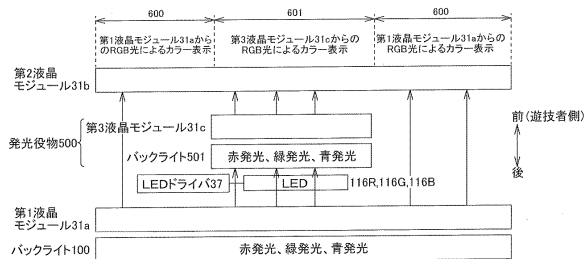 600
601
600
第1液晶モジュール31aから
のRGB光によるカラー表示
第3液晶モジュール31cからの
RGB光によるカラー表示
第1液晶モジュール31aから
のRGB光によるカラー表示
第2液晶
モジュール31b
発光役物500
第3液晶モジュール31c
バックライト501
赤発光、緑発光、青発光
LEDドライバ37
LED
116R,116G,116B
前(遊技者側)
後
第1液晶
モジュール31a
バックライト100
赤発光、緑発光、青発光